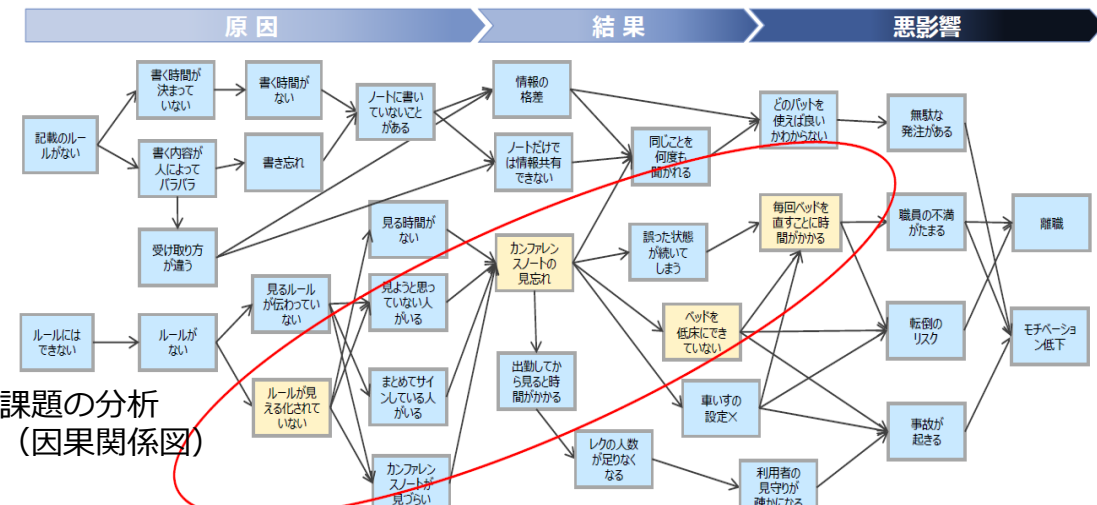 原 因
結 果
悪影響
記載のルー
ルがない
書く時間が
決まって
いない
書く内容が
人によって
バラバラ
受け取り方
が違う
書く時間が
ない
書き忘れ
ノートに書い
ていないこと
がある
情報の
格差
ノートだけで
は情報共有
できない
同じことを
何度も
聞かれる
どのパットを
使えば良い
かわからない
無駄な
発注がある
ルールには
できない
ルールが
ない
見るルール
が伝わってい
ない
ルールが見
える化されて
いない
見る時間が
ない
見ようと思っ
ていない人
がいる
まとめてサイ
ンしている人
がいる
カンファレン
スノートが
見づらい
カンファレン
スノートの
見忘れ
出勤してか
ら見ると時
間がかかる
レクの人数
が足りなく
なる
誤った状態
が続いて
しまう
ベッドを
低床にでき
ていない
車いすの
設定×
利用者の
見守りが
疎かになる
毎回ベッドを
直すことに時
間がかかる
職員の不満
がたまる
転倒の
リスク
事故が
起きる
離職
モチベーショ
ン低下
課題の分析
（因果関係図）